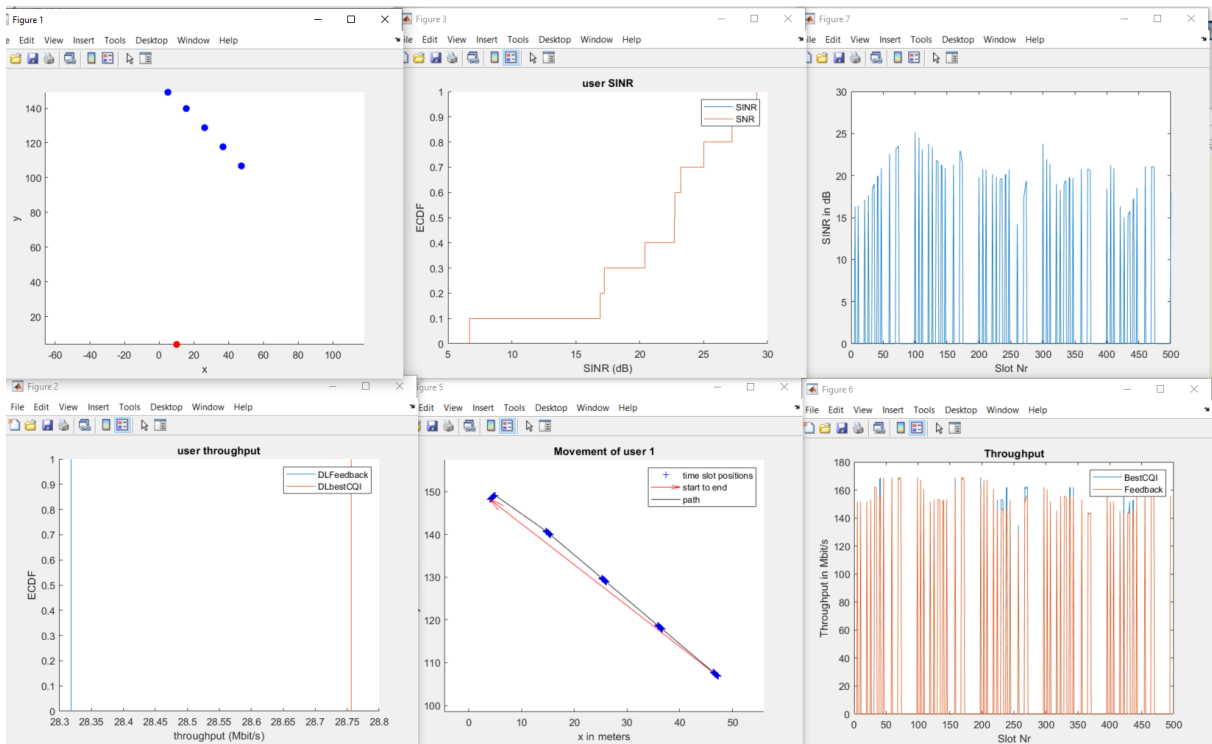 Figure 1
Edit View Insert Tools Desktop Window Help
140
120
100
80
60
40
20
y
-60 -40 -20 0 20 40 60 80 100
x
Figure 3
File Edit View Insert Tools Desktop Window Help
user SINR
SINR
SNR
1
0.9
0.8
0.7
0.6
0.5
0.4
0.3
0.2
0.1
0
ECDF
5 10 15 20 25 30
SINR (dB)
Figure 7
File Edit View Insert Tools Desktop Window Help
30
25
20
15
10
5
0
SINR in dB
0 50 100 150 200 250 300 350 400 450 500
Slot Nr
Figure 2
File Edit View Insert Tools Desktop Window Help
user throughput
DLFeedback
DLbestCQI
1
0.9
0.8
0.7
0.6
0.5
0.4
0.3
0.2
0.1
0
ECDF
28.3 28.35 28.4 28.45 28.5 28.55 28.6 28.65 28.7 28.75 28.8
throughput (Mbit/s)
Figure 5
Edit View Insert Tools Desktop Window Help
Movement of user 1
time slot positions
start to end
path
150
140
130
120
110
100
0 10 20 30 40 50
x in meters
Figure 6
File Edit View Insert Tools Desktop Window Help
Throughput
BestCQI
Feedback
180
160
140
120
100
80
60
40
20
0
Throughput in Mbit/s
0 50 100 150 200 250 300 350 400 450 500
Slot Nr